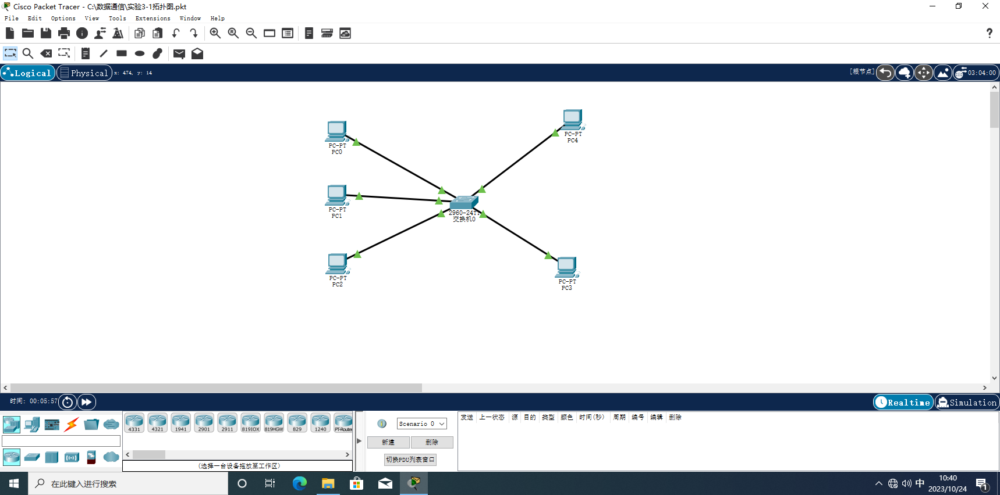 Cisco Packet Tracer - C:\数据通信\实验3-1拓扑图.pkt
File Edit Options View Tools Extensions Window Help
Logical Physical x: 474, y: 14 [根节点] 03:04:00
PC-PT
PC4
PC-PT
PC0
PC-PT
PC1
2960-24TT
交换机0
PC-PT
PC2
PC-PT
PC3
时间: 00:05:57 Realtime Simulation
4331 4321 1941 2901 2911 819IOX 819HGW 829 1240 PT-Router
(选择一台设备拖放至工作区)
Scenario 0
新建 删除
切换PDU列表窗口
发送 上一状态 源 目的 类型 颜色 时间(秒) 周期 编号 编辑 删除
在此键入进行搜索
中
10:40
2023/10/24
1